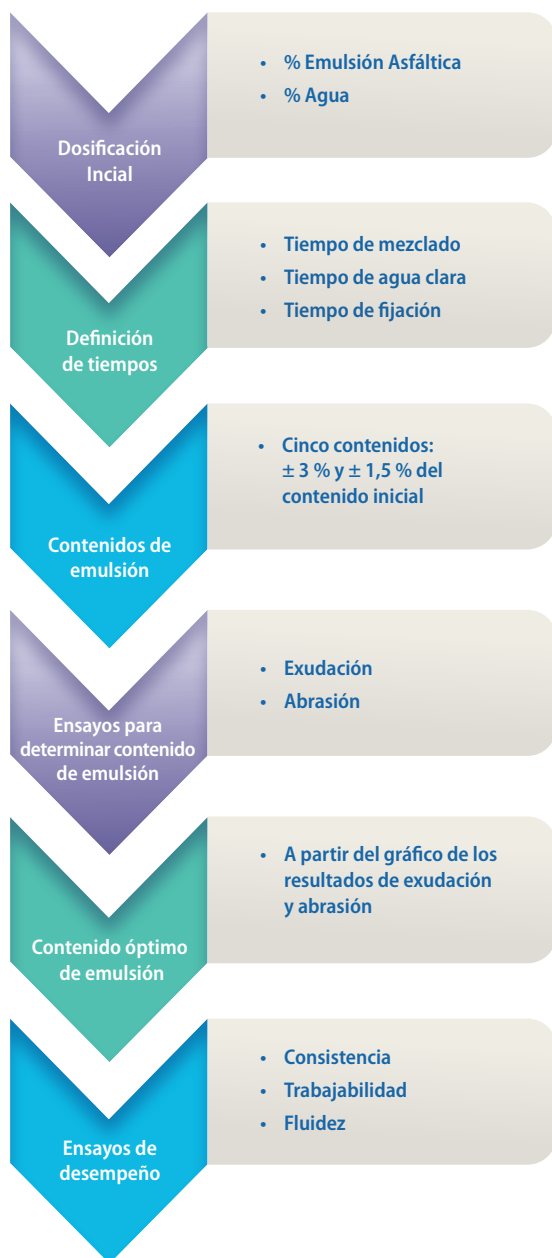 Dosificación
Incial
• % Emulsión Asfáltica
• % Agua
Definición
de tiempos
• Tiempo de mezclado
• Tiempo de agua clara
• Tiempo de fijación
Contenidos de
emulsión
• Cinco contenidos:
± 3 % y ± 1,5 % del
contenido inicial
Ensayos para
determinar contenido
de emulsión
• Exudación
• Abrasión
Contenido óptimo
de emulsión
• A partir del gráfico de los
resultados de exudación
y abrasión
Ensayos de
desempeño
• Consistencia
• Trabajabilidad
• Fluidez